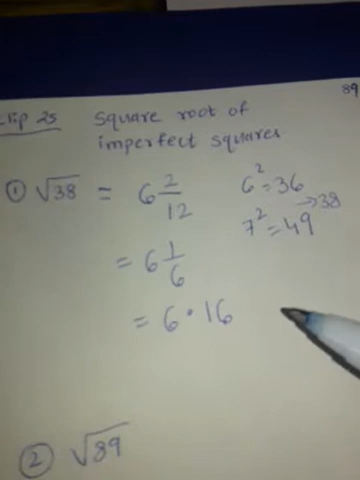 89
Clip 25 Square root of
imperfect squares
① √38 = 6 2/12
6² = 36
→ 38
7² = 49
= 6 1/6
= 6·16
② √89